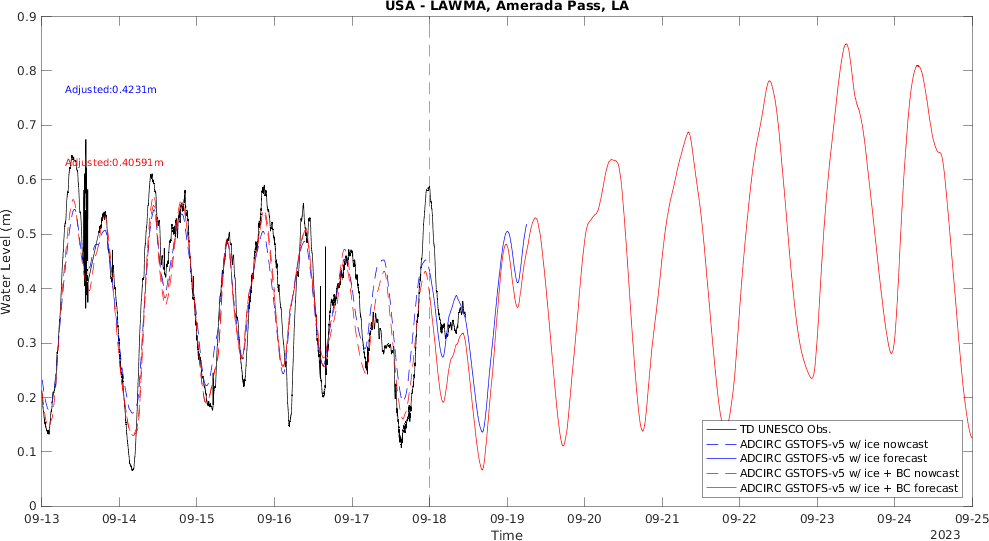 USA - LAWMA, Amerada Pass, LA
0.9
0.8
0.7
0.6
0.5
0.4
0.3
0.2
0.1
0
Water Level (m)
Adjusted:0.4231m
Adjusted:0.40591m
TD UNESCO Obs.
ADCIRC GSTOFS-v5 w/ ice nowcast
ADCIRC GSTOFS-v5 w/ ice forecast
ADCIRC GSTOFS-v5 w/ ice + BC nowcast
ADCIRC GSTOFS-v5 w/ ice + BC forecast
09-13 09-14 09-15 09-16 09-17 09-18 09-19 09-20 09-21 09-22 09-23 09-24 09-25
Time
2023